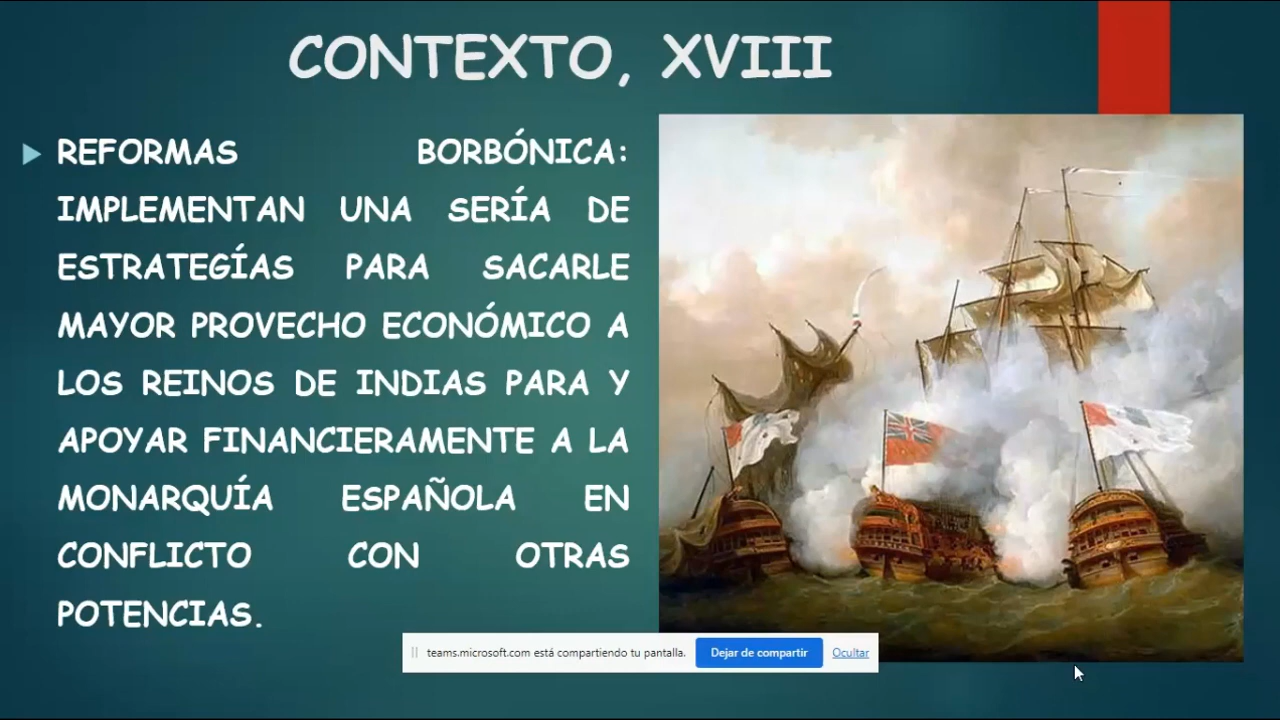 CONTEXTO, XVIII
REFORMAS BORBÓNICA:
IMPLEMENTAN UNA SERÍA DE
ESTRATEGÍAS PARA SACARLE
MAYOR PROVECHO ECONÓMICO A
LOS REINOS DE INDIAS PARA Y
APOYAR FINANCIERAMENTE A LA
MONARQUÍA ESPAÑOLA EN
CONFLICTO CON OTRAS
POTENCIAS.
teams.microsoft.com está compartiendo tu pantalla. Dejar de compartir Ocultar